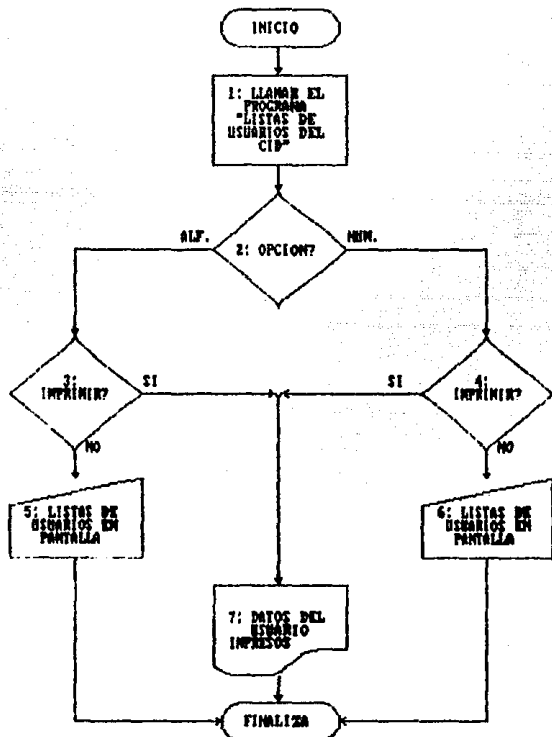 INICIO
1: LLAMAR EL
PROGRAMA
"LISTAS DE
USUARIOS DEL
CIB"
ALF.
2: OPCION?
NUM.
3:
IMPRIMIR?
SI
SI
4:
IMPRIMIR?
NO
NO
5: LISTAS DE
USUARIOS EN
PANTALLA
6: LISTAS DE
USUARIOS EN
PANTALLA
7: DATOS DEL
USUARIO
IMPRESOS
FINALIZA